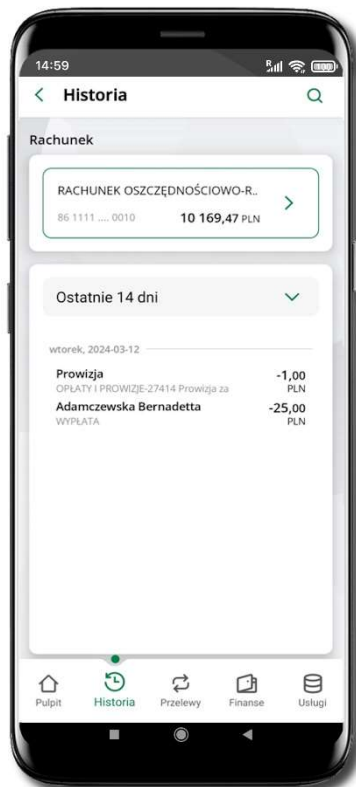 14:59
Historia
Rachunek
RACHUNEK OSZCZĘDNOŚCIOWO-R..
86 1111 .... 0010 10 169,47 PLN
Ostatnie 14 dni
wtorek, 2024-03-12
Prowizja -1,00
OPŁATY I PROWIZJE-27414 Prowizja za PLN
Adamczewska Bernadetta -25,00
WYPŁATA PLN
Pulpit Historia Przelewy Finanse Usługi